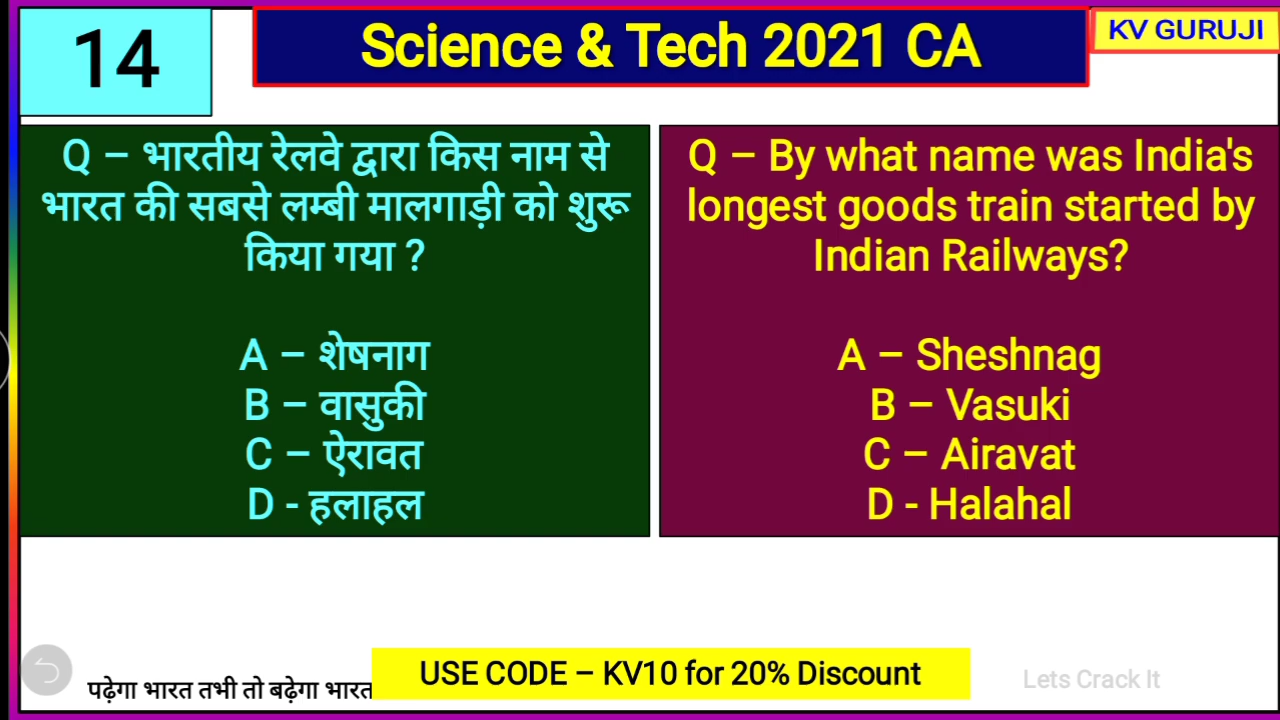 14
Science & Tech 2021 CA
KV GURUJI
Q – भारतीय रेलवे द्वारा किस नाम से
भारत की सबसे लम्बी मालगाड़ी को शुरू
किया गया ?
A – शेषनाग
B – वासुकी
C – ऐरावत
D - हलाहल
Q – By what name was India's
longest goods train started by
Indian Railways?
A – Sheshnag
B – Vasuki
C – Airavat
D - Halahal
पढ़ेगा भारत तभी तो बढ़ेगा भारत
USE CODE – KV10 for 20% Discount
Lets Crack It